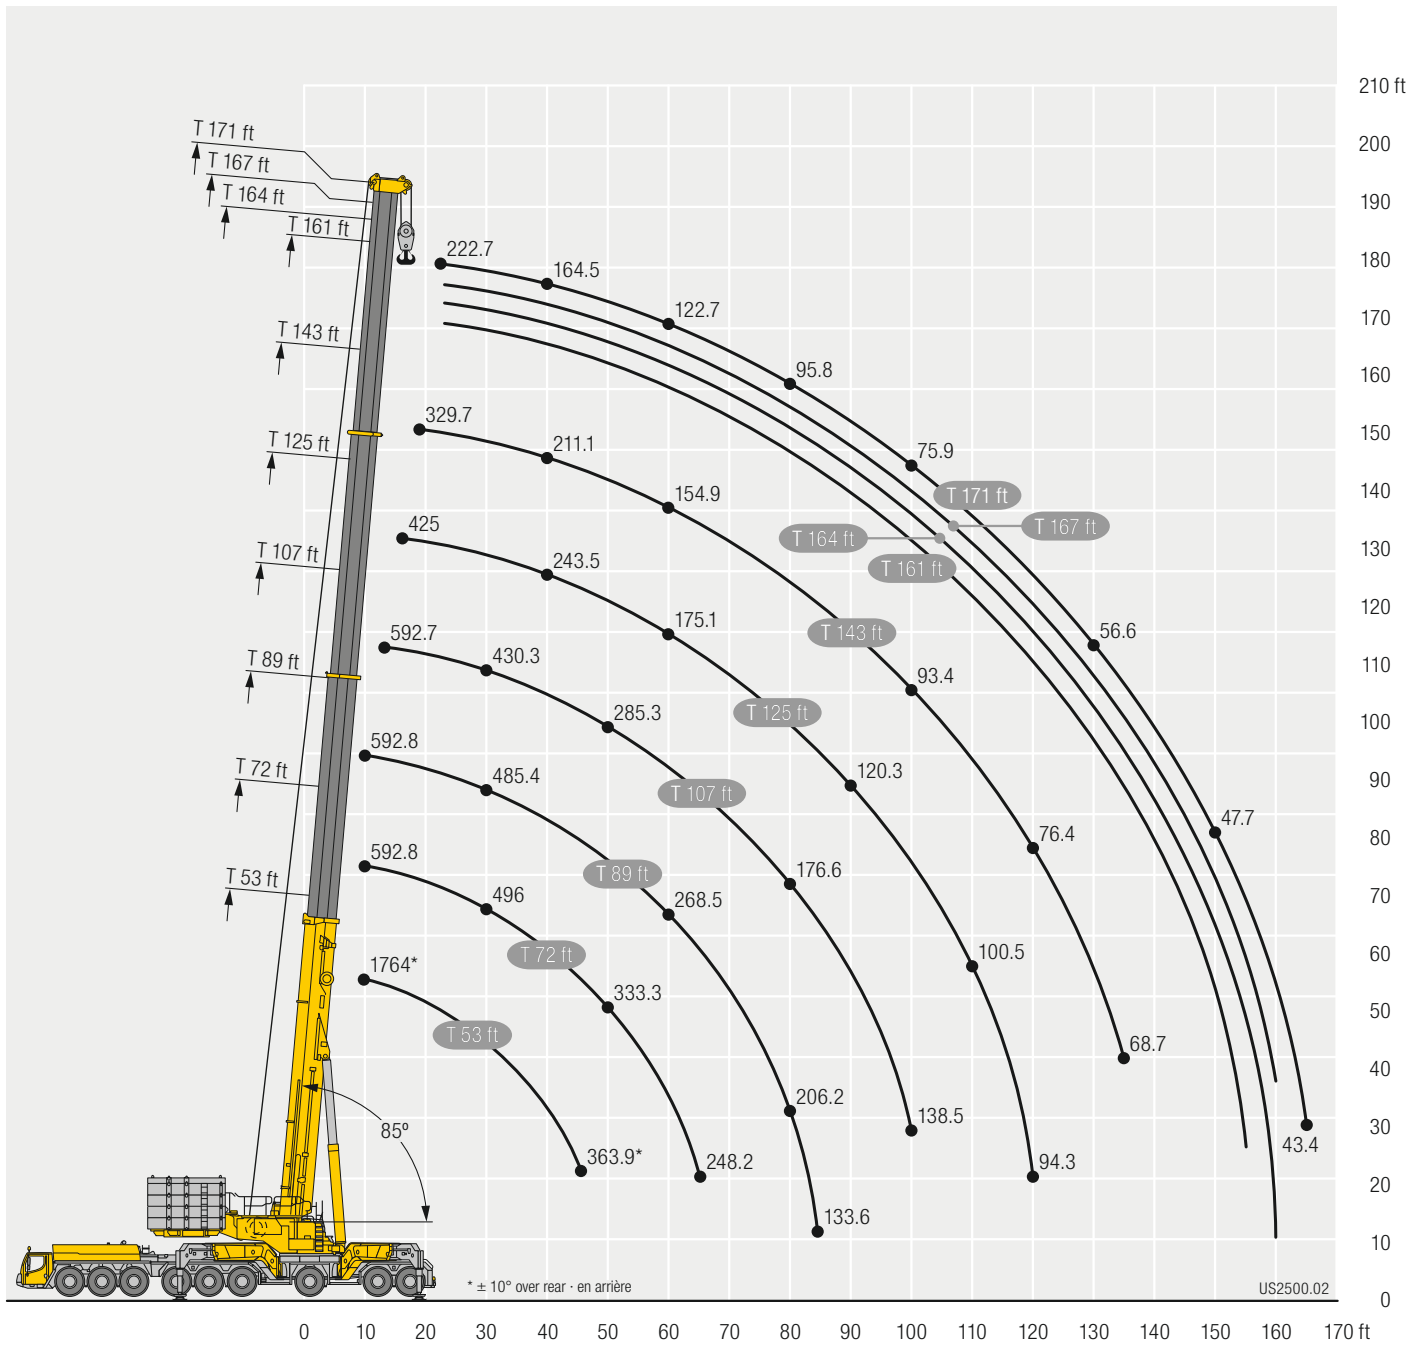 210 ft
T 171 ft
200
T 167 ft
T 164 ft
190
T 161 ft
222.7
180
164.5
122.7
170
T 143 ft
95.8
160
329.7
T 125 ft
211.1
75.9
150
154.9
T 171 ft
140
425
T 164 ft
T 167 ft
T 107 ft
243.5
T 161 ft
130
175.1
T 143 ft
56.6
120
592.7
T 89 ft
430.3
93.4
110
285.3
T 125 ft
100
592.8
T 72 ft
485.4
120.3
90
T 107 ft
47.7
592.8
76.4
80
T 53 ft
496
T 89 ft
268.5
176.6
70
T 72 ft
100.5
60
1764*
333.3
50
T 53 ft
68.7
40
85º
206.2
138.5
30
43.4
363.9*
248.2
94.3
20
133.6
10
* ± 10° over rear · en arrière
US2500.02
0
0 10 20 30 40 50 60 70 80 90 100 110 120 130 140 150 160 170 ft